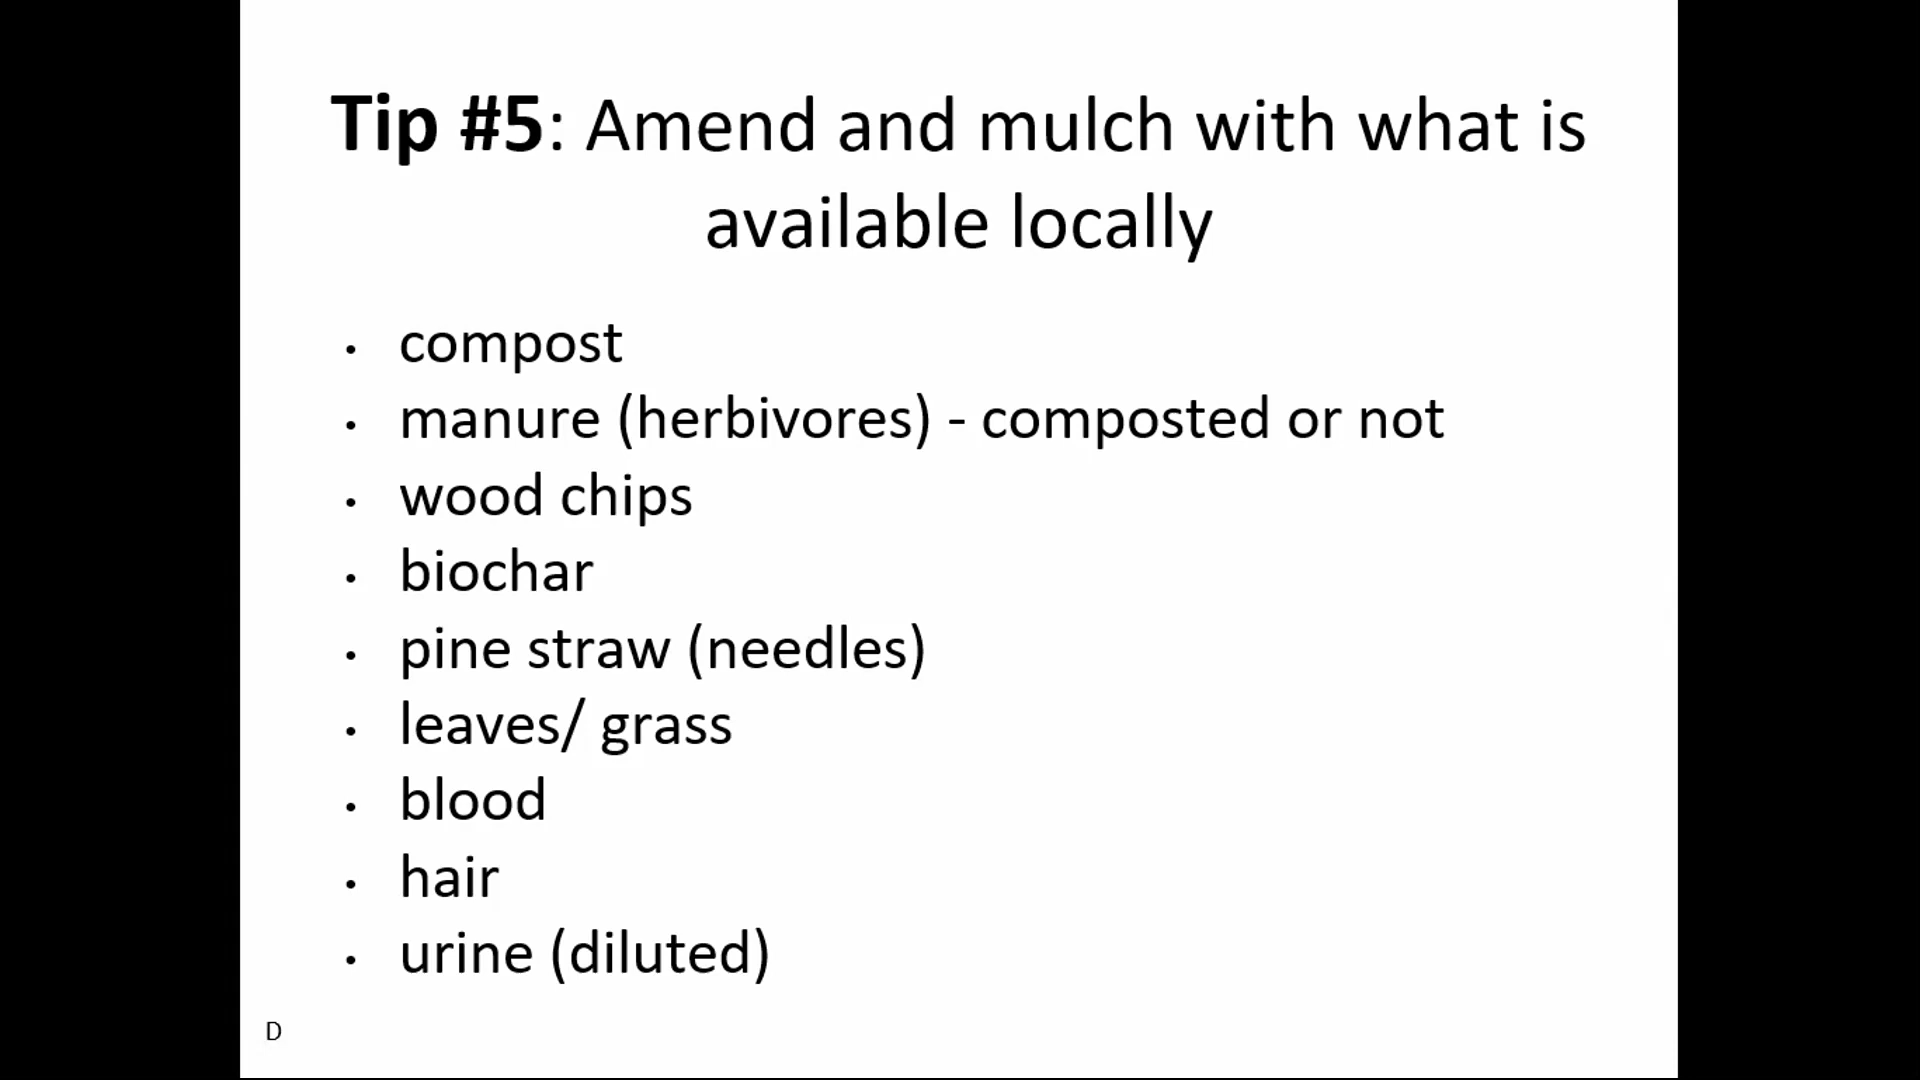 Tip #5: Amend and mulch with what is
available locally
• compost
• manure (herbivores) - composted or not
• wood chips
• biochar
• pine straw (needles)
• leaves/ grass
• blood
• hair
• urine (diluted)
D